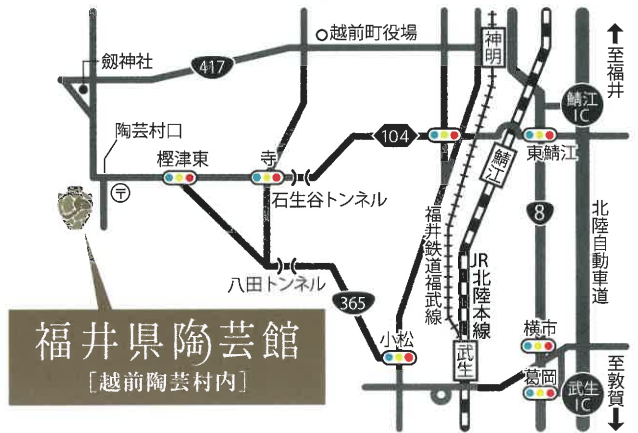 越前町役場
神明
至福井
劔神社
417
鯖江
IC
陶芸村口
104
東鯖江
樫津東
寺
鯖江
石生谷トンネル
8
北陸自動車道
福井鉄道福武線
JR北陸本線
八田トンネル
365
小松
横市
武生
至敦賀
葛岡
武生
IC
福井県陶芸館
[越前陶芸村内]